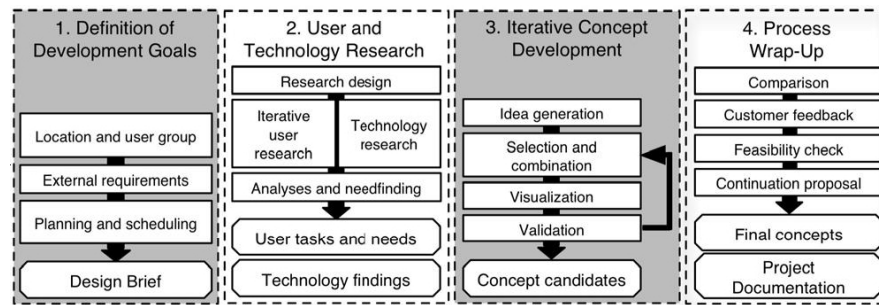 1. Definition of
Development Goals
Location and user group
External requirements
Planning and scheduling
Design Brief
2. User and
Technology Research
Research design
Iterative
user
research
Technology
research
Analyses and needfinding
User tasks and needs
Technology findings
3. Iterative Concept
Development
Idea generation
Selection and
combination
Visualization
Validation
Concept candidates
4. Process
Wrap-Up
Comparison
Customer feedback
Feasibility check
Continuation proposal
Final concepts
Project
Documentation